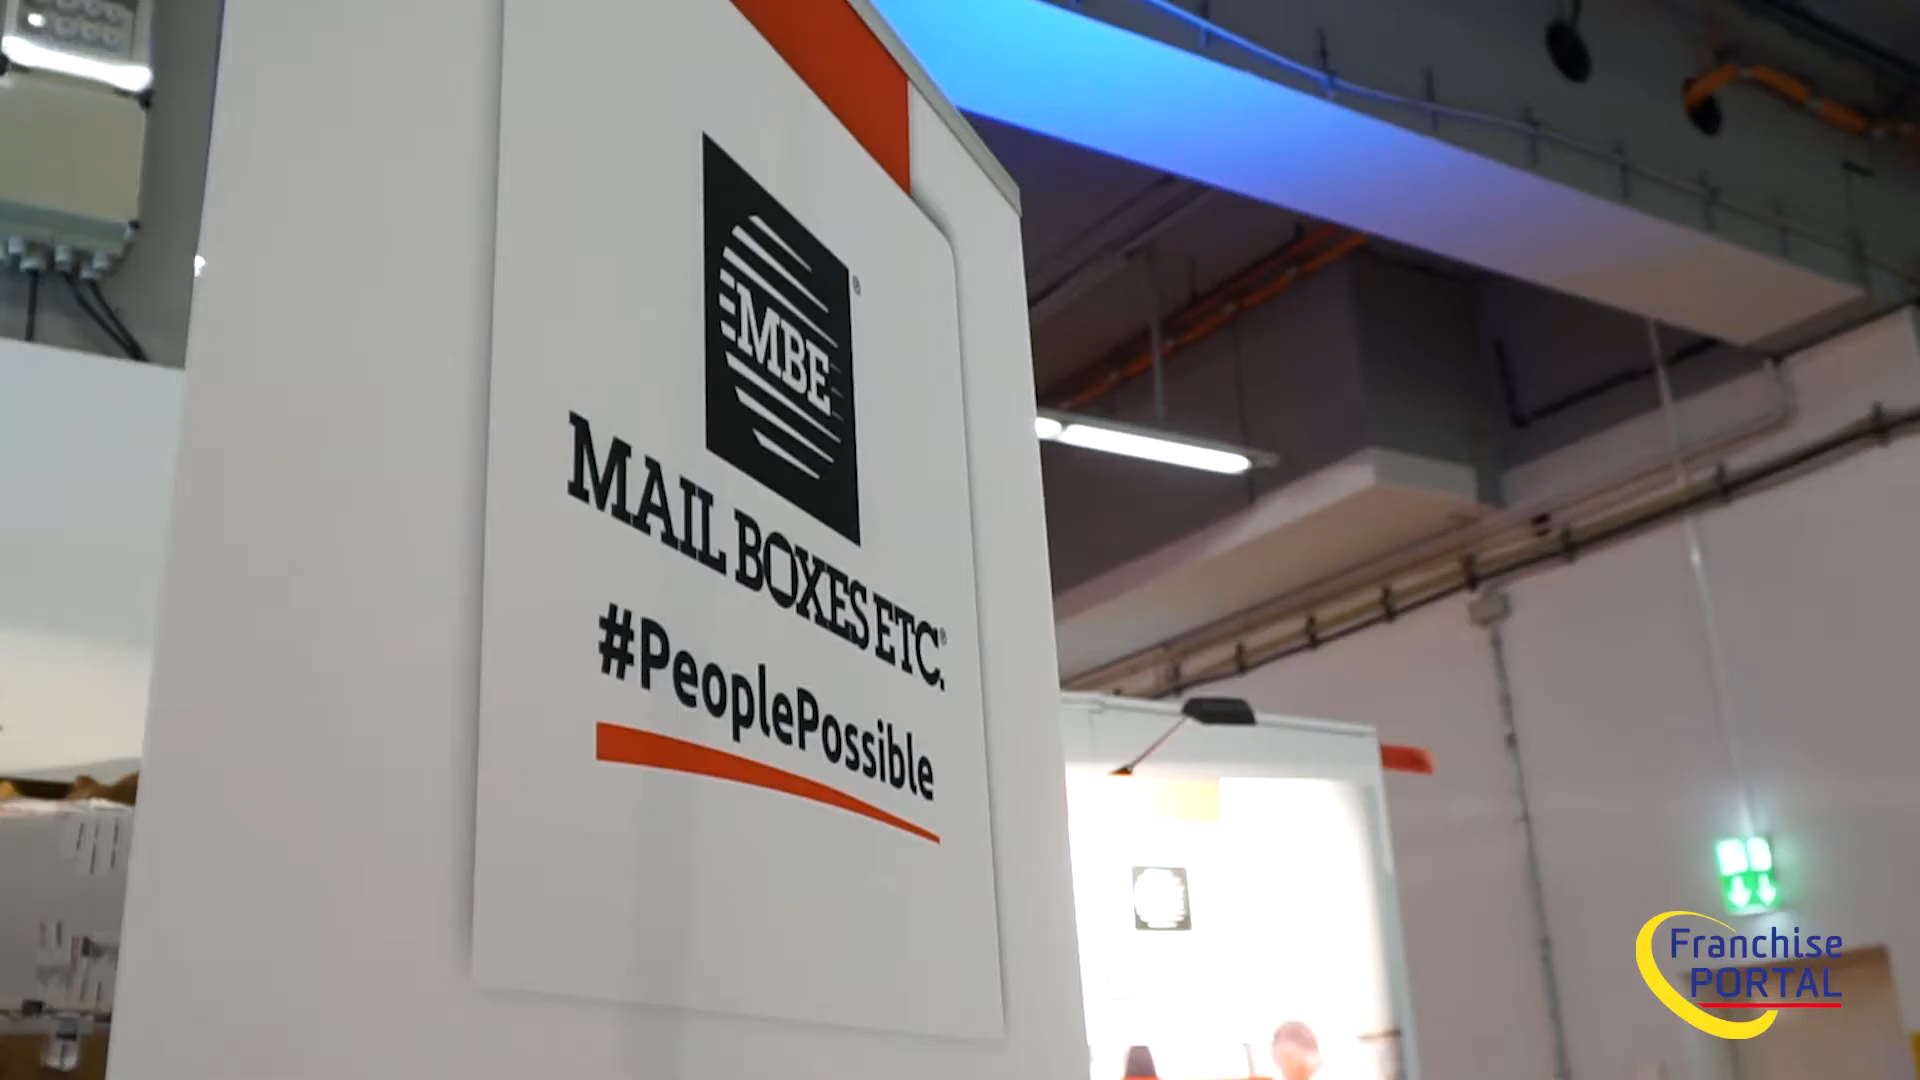 MBE®
MAIL BOXES ETC.®
#PeoplePossible
Franchise
PORTAL